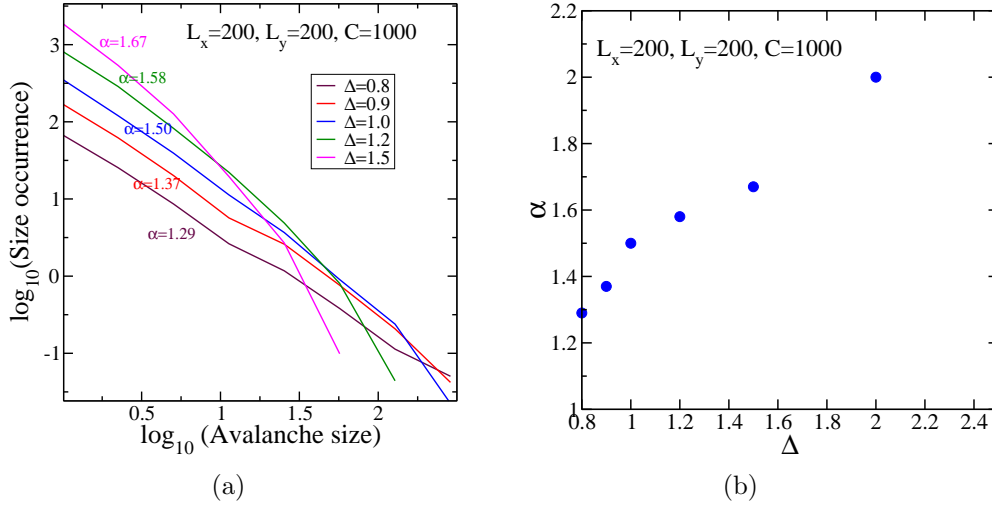 L_x=200, L_y=200, C=1000
α=1.67
α=1.58
α=1.50
α=1.37
α=1.29
Δ=0.8
Δ=0.9
Δ=1.0
Δ=1.2
Δ=1.5
3
2
1
0
-1
log_10(Size occurrence)
0.5 1 1.5 2
log_10 (Avalanche size)
(a)
L_x=200, L_y=200, C=1000
2.2
2
1.8
1.6
1.4
1.2
1
α
0.8 1 1.2 1.4 1.6 1.8 2 2.2 2.4
Δ
(b)